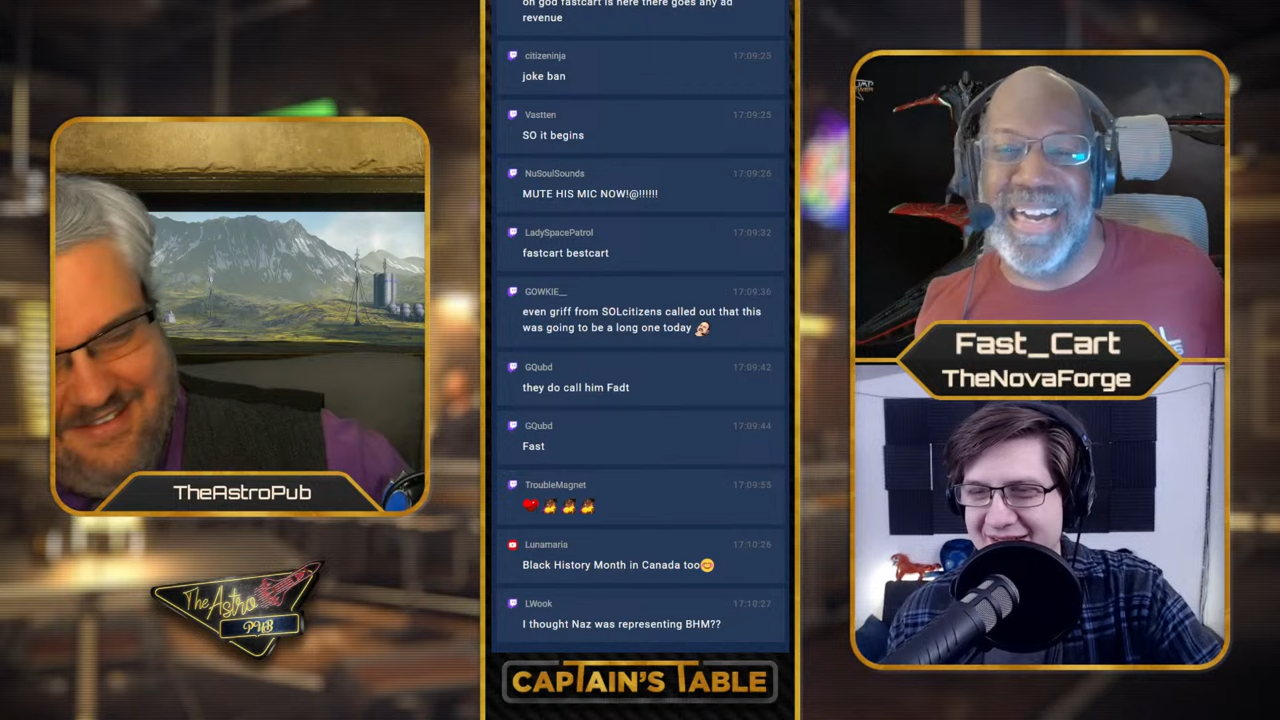 oh god fastcart is here there goes any ad
revenue
citizeninja 17:09:25
joke ban
Vastten 17:09:25
SO it begins
NuSoulSounds 17:09:26
MUTE HIS MIC NOW!@!!!!!!
LadySpacePatrol 17:09:32
fastcart bestcart
GOWKIE__ 17:09:36
even griff from SOLcitizens called out that this
was going to be a long one today
GQubd 17:09:42
they do call him Fadt
GQubd 17:09:44
Fast
TroubleMagnet 17:09:55
Lunamaria 17:10:26
Black History Month in Canada too
LWook 17:10:27
I thought Naz was representing BHM??
CAPTAIN'S TABLE
TheAstroPub
The Astro
PUB
Fast_Cart
TheNovaForge